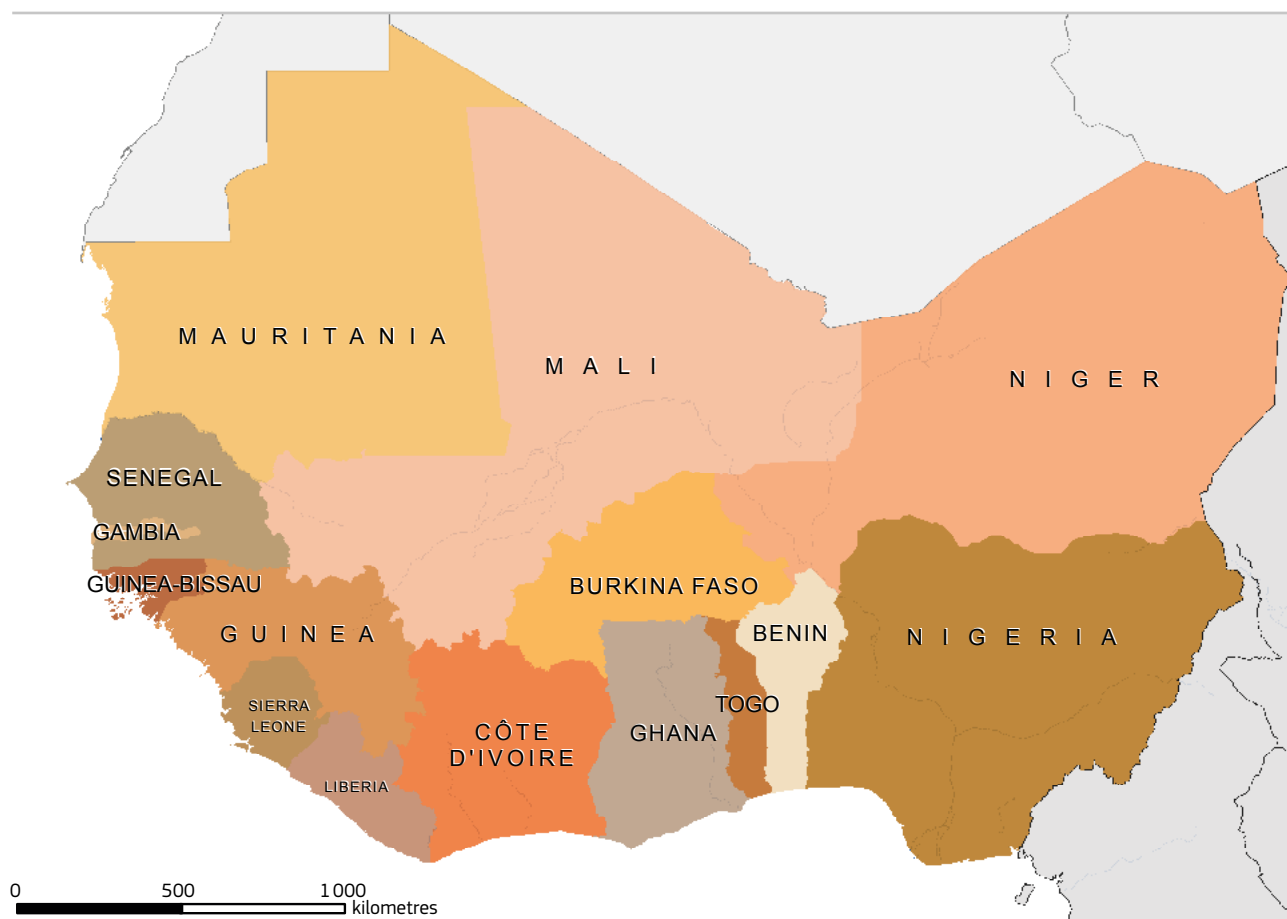 MAURITANIA
MALI
NIGER
SENEGAL
GAMBIA
GUINEA-BISSAU
BURKINA FASO
GUINEA
BENIN
NIGERIA
SIERRA
LEONE
TOGO
CÔTE
D'IVOIRE
GHANA
LIBERIA
0 500 1 000
kilometres